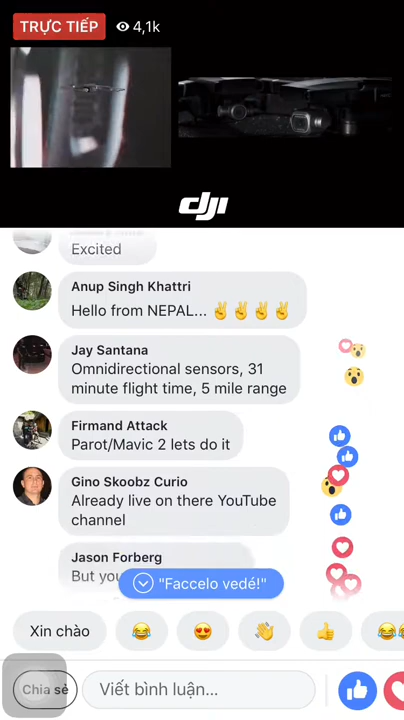 TRỰC TIẾP 4,1k
dji
Excited
Anup Singh Khattri
Hello from NEPAL... ✌️ ✌️ ✌️ ✌️
Jay Santana
Omnidirectional sensors, 31
minute flight time, 5 mile range
Firmand Attack
Parot/Mavic 2 lets do it
Gino Skoobz Curio
Already live on there YouTube
channel
Jason Forberg
But you
"Faccelo vedé!"
Xin chào 😂 😍 👋 👍 😂😂
Chia sẻ
Viết bình luận...